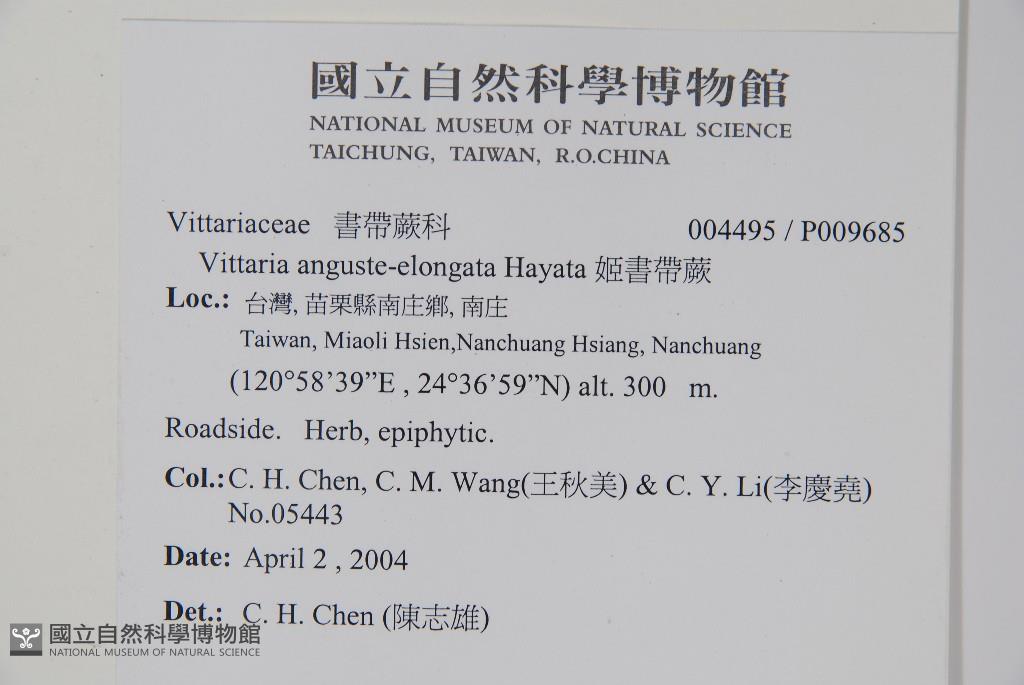 國立自然科學博物館
NATIONAL MUSEUM OF NATURAL SCIENCE
TAICHUNG, TAIWAN, R.O.CHINA
Vittariaceae 書帶蕨科 004495 / P009685
Vittaria anguste-elongata Hayata 姬書帶蕨
Loc.: 台灣, 苗栗縣南庄鄉, 南庄
Taiwan, Miaoli Hsien,Nanchuang Hsiang, Nanchuang
(120°58’39”E , 24°36’59”N) alt. 300 m.
Roadside. Herb, epiphytic.
Col.: C. H. Chen, C. M. Wang(王秋美) & C. Y. Li(李慶堯)
No.05443
Date: April 2 , 2004
Det.: C. H. Chen (陳志雄)
國立自然科學博物館
NATIONAL MUSEUM OF NATURAL SCIENCE